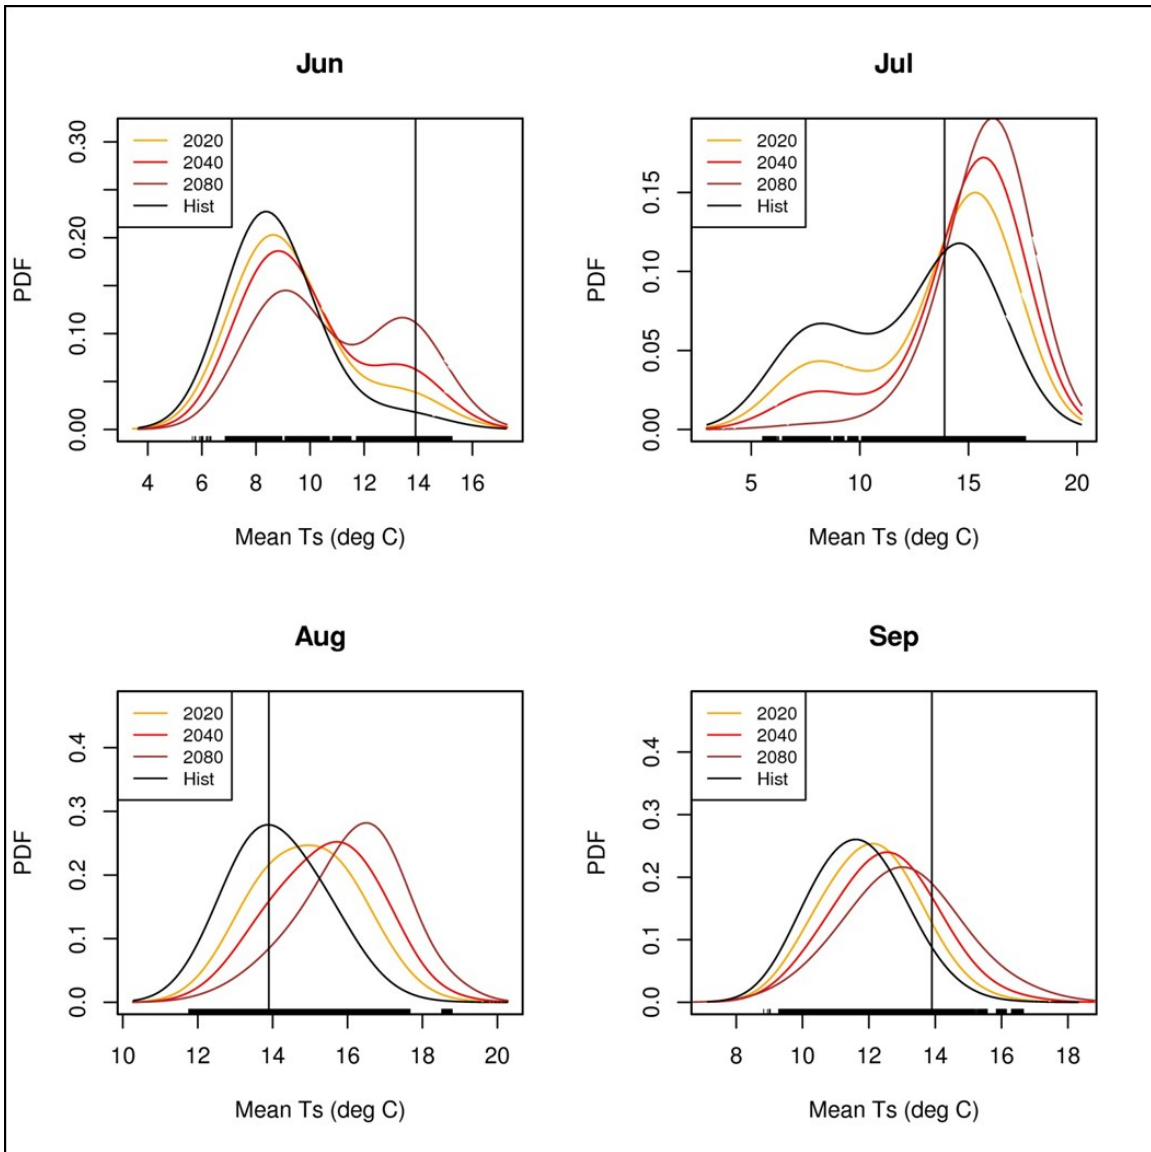 Jun
PDF
0.30
0.20
0.10
0.00
2020
2040
2080
Hist
4 6 8 10 12 14 16
Mean Ts (deg C)
Jul
PDF
0.15
0.10
0.05
0.00
2020
2040
2080
Hist
5 10 15 20
Mean Ts (deg C)
Aug
PDF
0.4
0.3
0.2
0.1
0.0
2020
2040
2080
Hist
10 12 14 16 18 20
Mean Ts (deg C)
Sep
PDF
0.4
0.3
0.2
0.1
0.0
2020
2040
2080
Hist
8 10 12 14 16 18
Mean Ts (deg C)